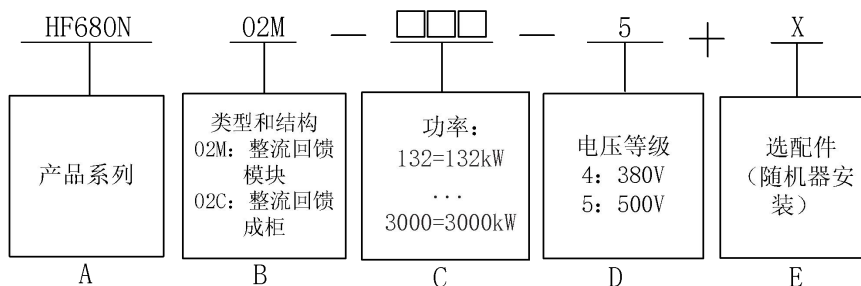 HF680N 02M — □□□ — 5 + X
产品系列
类型和结构
02M: 整流回馈
模块
02C: 整流回馈
成柜
功率:
132=132kW
...
3000=3000kW
电压等级
4: 380V
5: 500V
选配件
(随机器安
装)
A B C D E